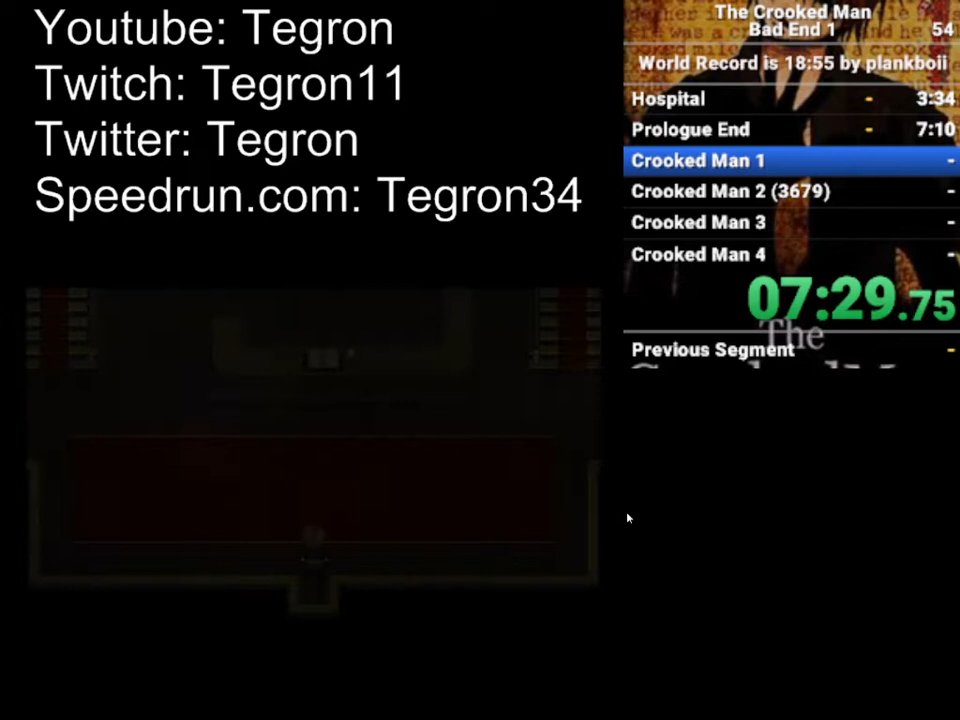 Youtube: Tegron
Twitch: Tegron11
Twitter: Tegron
Speedrun.com: Tegron34
The Crooked Man
Bad End 1 54
World Record is 18:55 by plankboii
Hospital - 3:34
Prologue End - 7:10
Crooked Man 1 -
Crooked Man 2 (3679) -
Crooked Man 3 -
Crooked Man 4 -
07:29.75
The
Previous Segment -